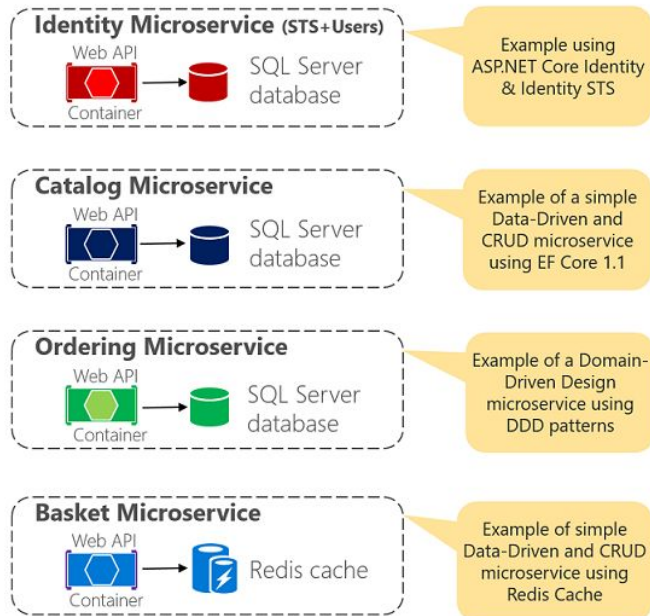 Identity Microservice (STS+Users)
Web API
Container
SQL Server
database
Example using
ASP.NET Core Identity
& Identity STS
Catalog Microservice
Web API
Container
SQL Server
database
Example of a simple
Data-Driven and
CRUD microservice
using EF Core 1.1
Ordering Microservice
Web API
Container
SQL Server
database
Example of a Domain-
Driven Design
microservice using
DDD patterns
Basket Microservice
Web API
Container
Redis cache
Example of simple
Data-Driven and CRUD
microservice using
Redis Cache